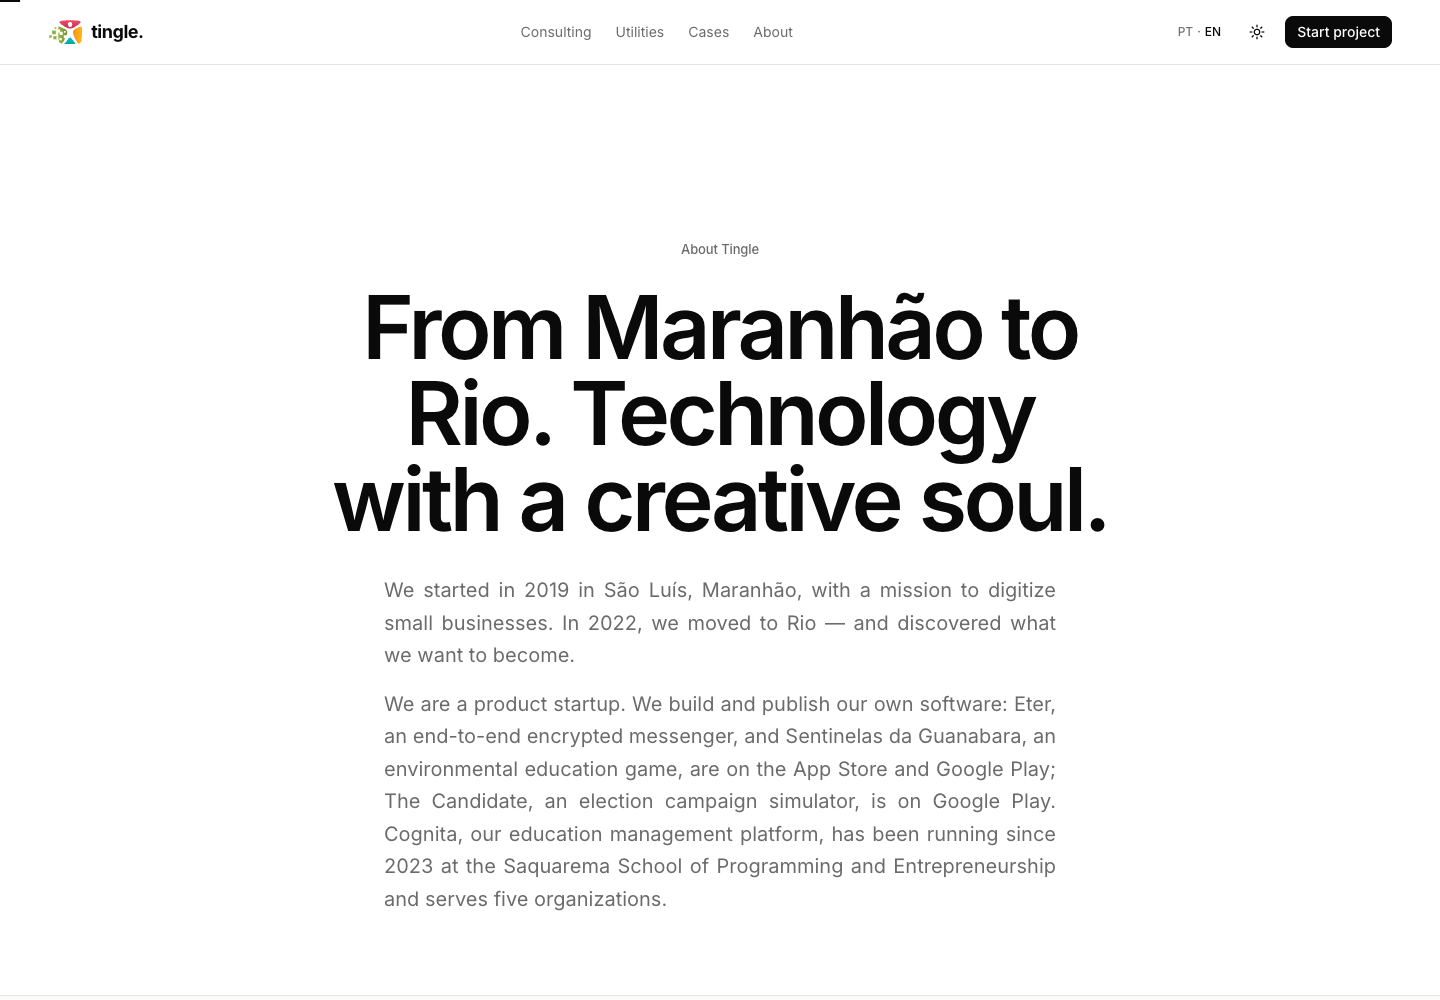 tingle.
Consulting
Utilities
Cases
About
PT · EN
Start project
About Tingle
From Maranhão to
Rio. Technology
with a creative soul.
We started in 2019 in São Luís, Maranhão, with a mission to digitize
small businesses. In 2022, we moved to Rio — and discovered what
we want to become.
We are a product startup. We build and publish our own software: Eter,
an end-to-end encrypted messenger, and Sentinelas da Guanabara, an
environmental education game, are on the App Store and Google Play;
The Candidate, an election campaign simulator, is on Google Play.
Cognita, our education management platform, has been running since
2023 at the Saquarema School of Programming and Entrepreneurship
and serves five organizations.